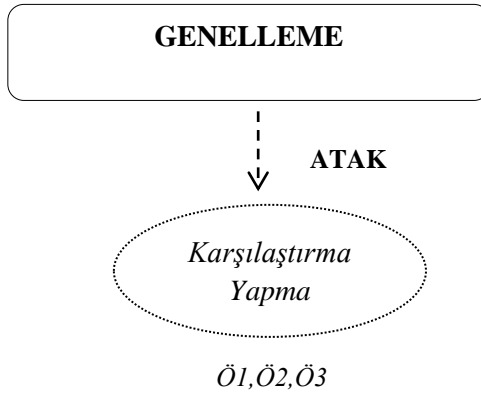 GENELLEME
ATAK
Karşılaştırma
Yapma
Ö1,Ö2,Ö3